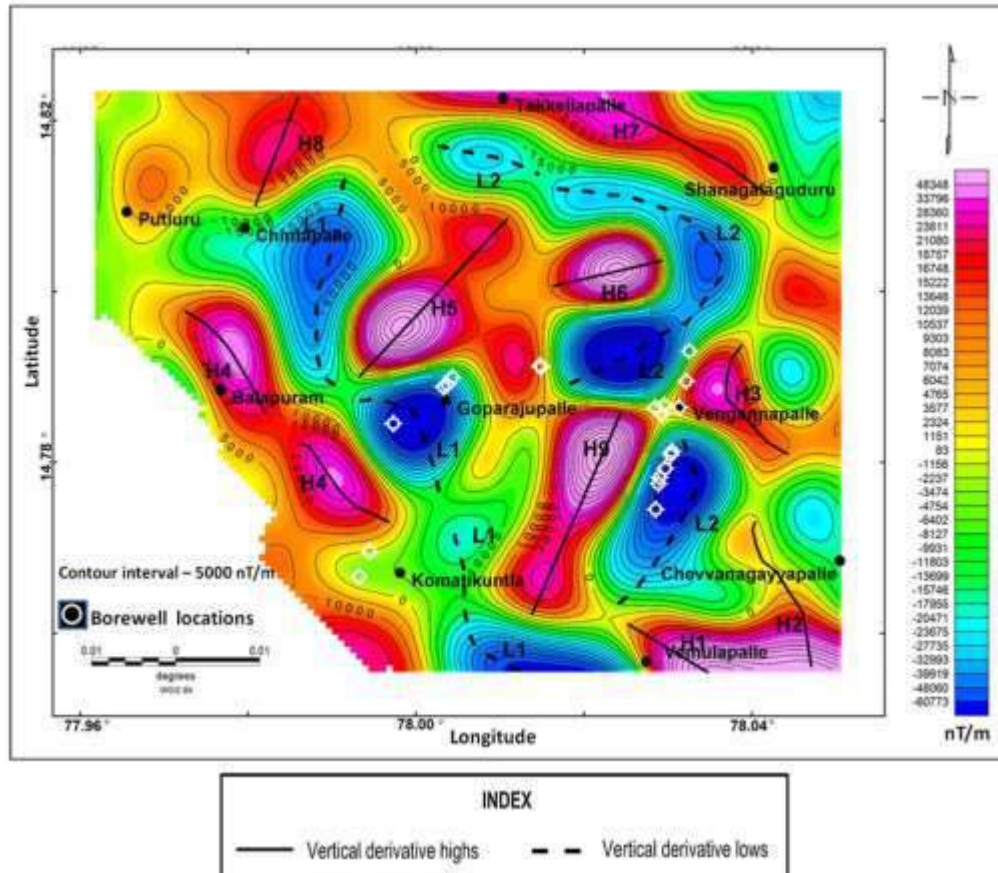 14.82
Latitude
14.78
Takkellapalle
H7
Shanagalaguduru
H8
L2
Putluru
L1
Chintapalle
L2
H5
H6
L2
H4
Balapuram
Goparajupalle
H3
Vengannapalle
L1
H9
H4
L2
L1
Komatikuntla
Chovvanagayyapalle
H2
H1
Vemulapalle
L1
Contour interval – 5000 nT/m
Borewell locations
0.01 0 0.01
degrees
77.96° 78.00° 78.04°
Longitude
N
48348
33796
28360
23811
21080
18757
16748
15222
13648
12039
10537
9303
8083
7074
6042
4765
3577
2324
1151
83
-1156
-2237
-3474
-4754
-6402
-8127
-9931
-11803
-13699
-15746
-17955
-20471
-23675
-27735
-32993
-39619
-48060
-60773
nT/m
INDEX
Vertical derivative highs Vertical derivative lows